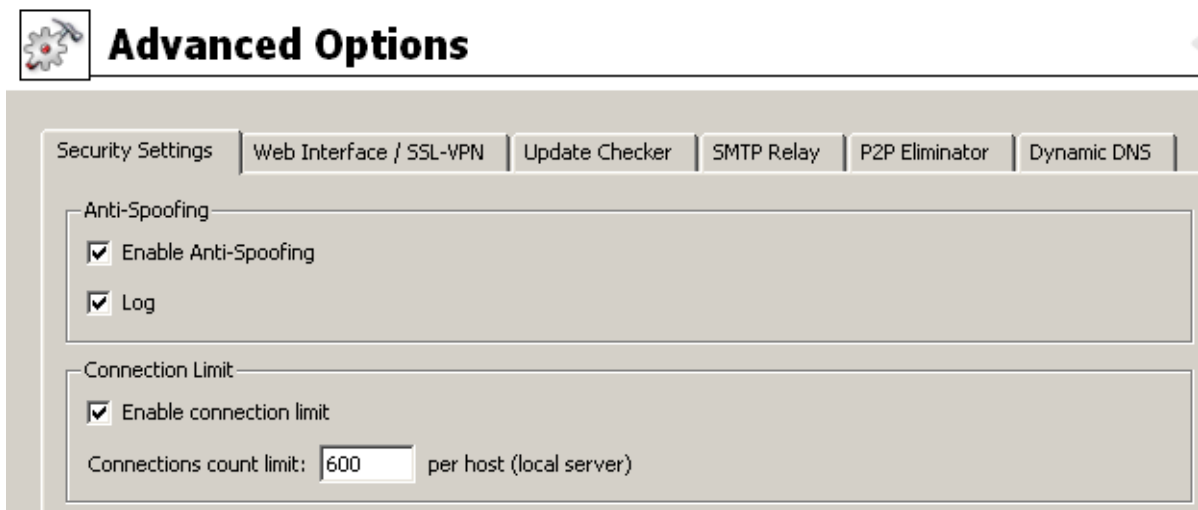 Advanced Options
Security Settings Web Interface / SSL-VPN Update Checker SMTP Relay P2P Eliminator Dynamic DNS
Anti-Spoofing
Enable Anti-Spoofing
Log
Connection Limit
Enable connection limit
Connections count limit: 600 per host (local server)